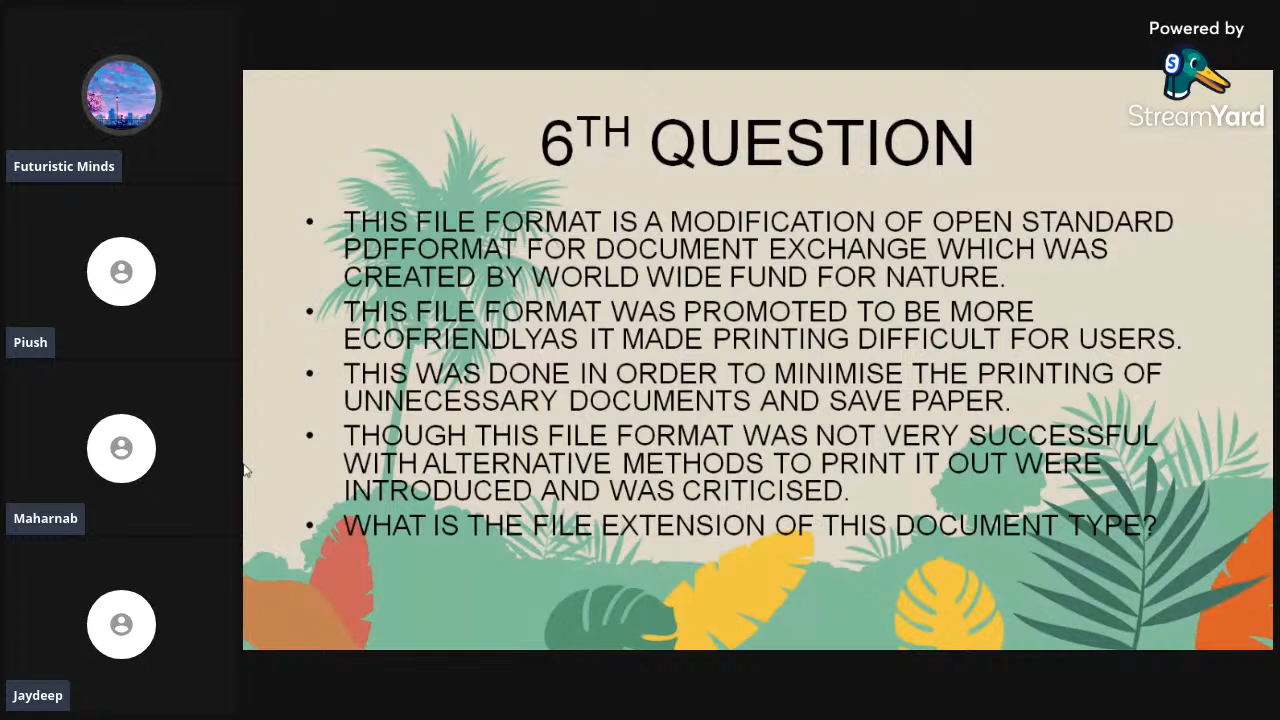 Powered by
StreamYard
Futuristic Minds
Piush
Maharnab
Jaydeep
6TH QUESTION
• THIS FILE FORMAT IS A MODIFICATION OF OPEN STANDARD
PDFFORMAT FOR DOCUMENT EXCHANGE WHICH WAS
CREATED BY WORLD WIDE FUND FOR NATURE.
• THIS FILE FORMAT WAS PROMOTED TO BE MORE
ECOFRIENDLYAS IT MADE PRINTING DIFFICULT FOR USERS.
• THIS WAS DONE IN ORDER TO MINIMISE THE PRINTING OF
UNNECESSARY DOCUMENTS AND SAVE PAPER.
• THOUGH THIS FILE FORMAT WAS NOT VERY SUCCESSFUL
WITH ALTERNATIVE METHODS TO PRINT IT OUT WERE
INTRODUCED AND WAS CRITICISED.
• WHAT IS THE FILE EXTENSION OF THIS DOCUMENT TYPE?